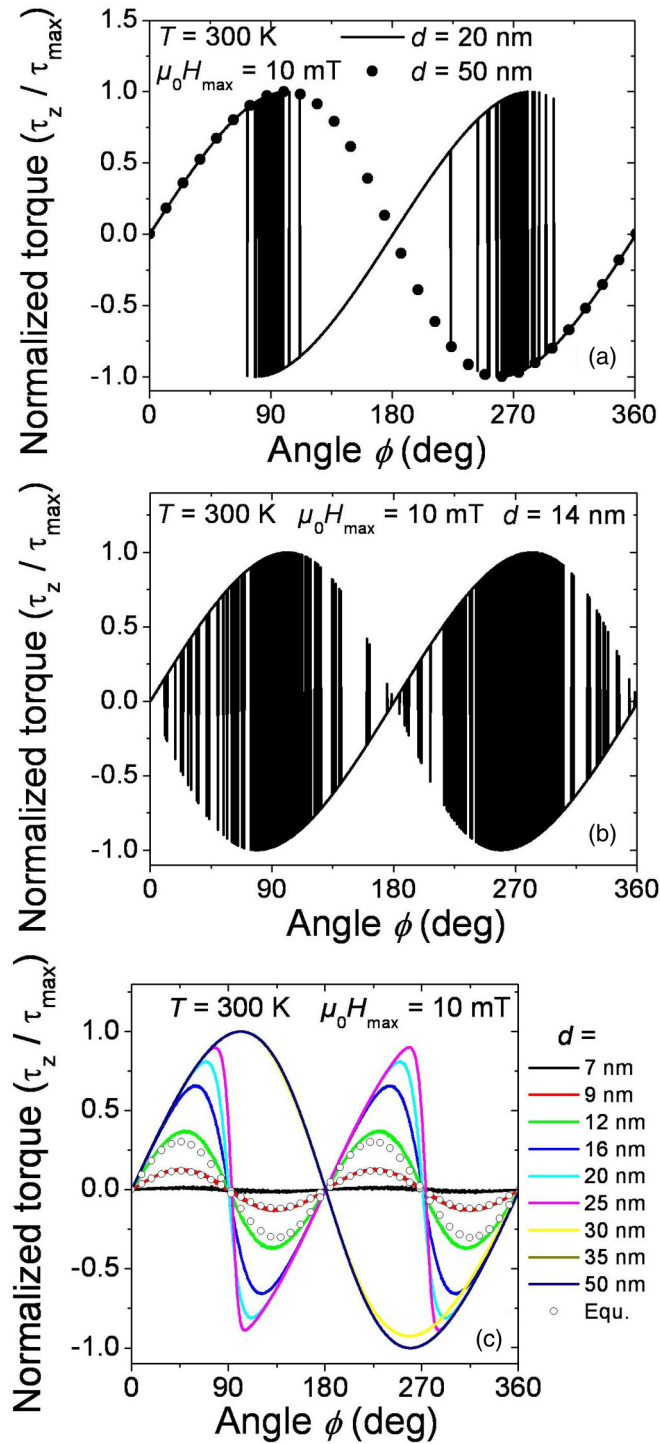 T = 300 K — d = 20 nm
μ₀Hmax = 10 mT • d = 50 nm
Normalized torque (τz / τmax)
1.0
0.5
0.0
-0.5
-1.0
(a)
0 90 180 270 360
Angle ϕ (deg)
T = 300 K μ₀Hmax = 10 mT d = 14 nm
Normalized torque (τz / τmax)
1.0
0.5
0.0
-0.5
-1.0
(b)
0 90 180 270 360
Angle ϕ (deg)
T = 300 K μ₀Hmax = 10 mT
Normalized torque (τz / τmax)
1.0
0.5
0.0
-0.5
-1.0
(c)
0 90 180 270 360
Angle ϕ (deg)
d =
7 nm
9 nm
12 nm
16 nm
20 nm
25 nm
30 nm
35 nm
50 nm
Equ.